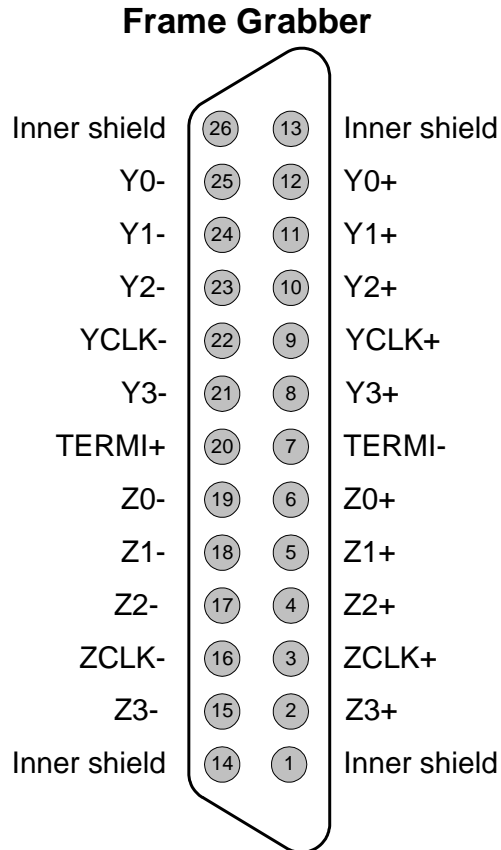 Frame Grabber
Inner shield 26 13 Inner shield
Y0- 25 12 Y0+
Y1- 24 11 Y1+
Y2- 23 10 Y2+
YCLK- 22 9 YCLK+
Y3- 21 8 Y3+
TERMI+ 20 7 TERMI-
Z0- 19 6 Z0+
Z1- 18 5 Z1+
Z2- 17 4 Z2+
ZCLK- 16 3 ZCLK+
Z3- 15 2 Z3+
Inner shield 14 1 Inner shield